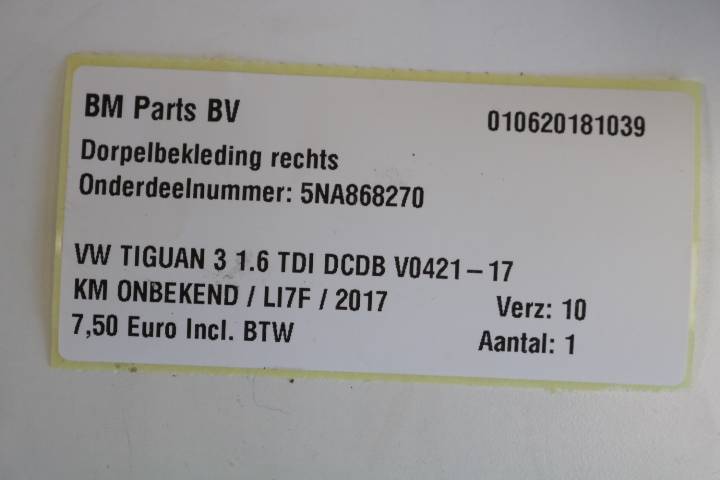 BM Parts BV 010620181039
Dorpelbekleding rechts
Onderdeelnummer: 5NA868270
VW TIGUAN 3 1.6 TDI DCDB V0421-17
KM ONBEKEND / LI7F / 2017 Verz: 10
7,50 Euro Incl. BTW Aantal: 1